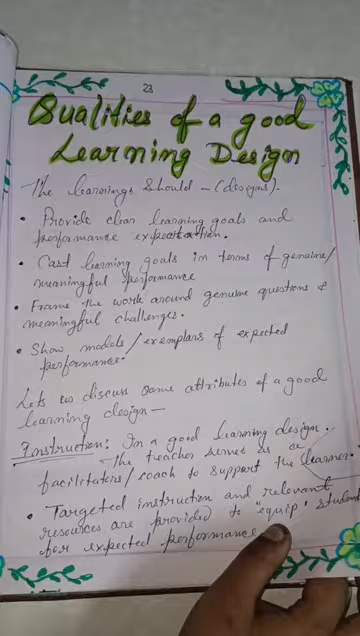 23
Qualities of a good
Learning Design
The learnings should - (designs).
• Provide clear learning goals and
performance expectation.
• Cast learning goals in terms of genuine/
meaningful performance
• Frame the work around genuine questions &
meaningful challenges.
• Show models/exemplars of expected
performance.
Lets us discuss some attributes of a good
learning design —
Instruction: In a good learning design.
The teacher serves as a
facilitators/coach to support the learner.
• Targeted instruction and relevant
resources are provided to "equip" student
for expected performance